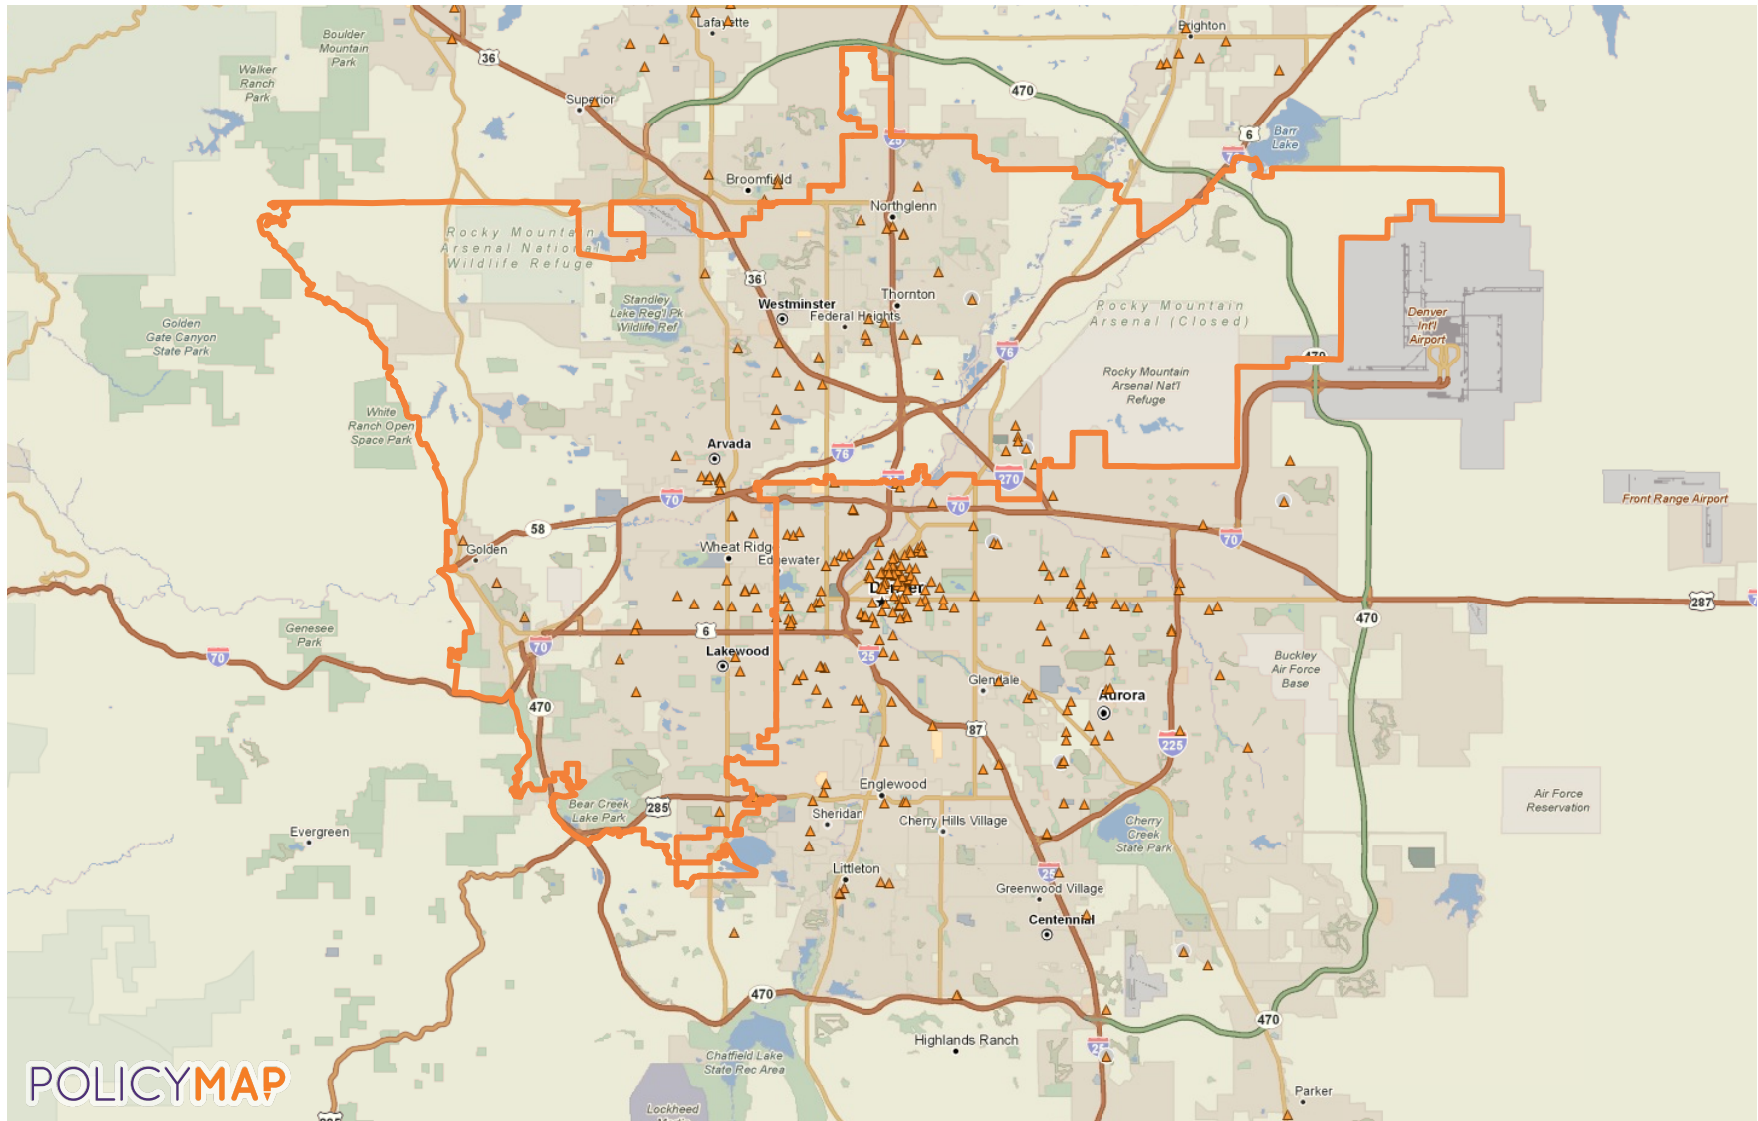 Lafayette
Brighton
Boulder
Mountain
Park
36
Walker
Ranch
Park
470
Superior
6
Barr
Lake
25
Broomfield
Northglenn
Rocky Mountain
Arsenal National
Wildlife Refuge
36
Standley
Lake Reg'l Pk
Wildlife Ref
Westminster
Thornton
Federal Heights
Rocky Mountain
Arsenal (Closed)
Denver
Int'l
Airport
Golden
Gate Canyon
State Park
76
470
Rocky Mountain
Arsenal Nat'l
Refuge
White
Ranch Open
Space Park
Arvada
76
270
70
70
Front Range Airport
58
70
Golden
Wheat Ridge
Edgewater
Denver
287
470
Genesee
Park
70
70
6
25
Lakewood
Buckley
Air Force
Base
Glendale
Aurora
470
87
225
Englewood
Bear Creek
Lake Park
285
Sheridan
Cherry Hills Village
Cherry
Creek
State Park
Air Force
Reservation
Evergreen
Littleton
25
Greenwood Village
Centennial
470
470
Highlands Ranch
25
Chatfield Lake
State Rec Area
Parker
Lockheed
POLICYMAP